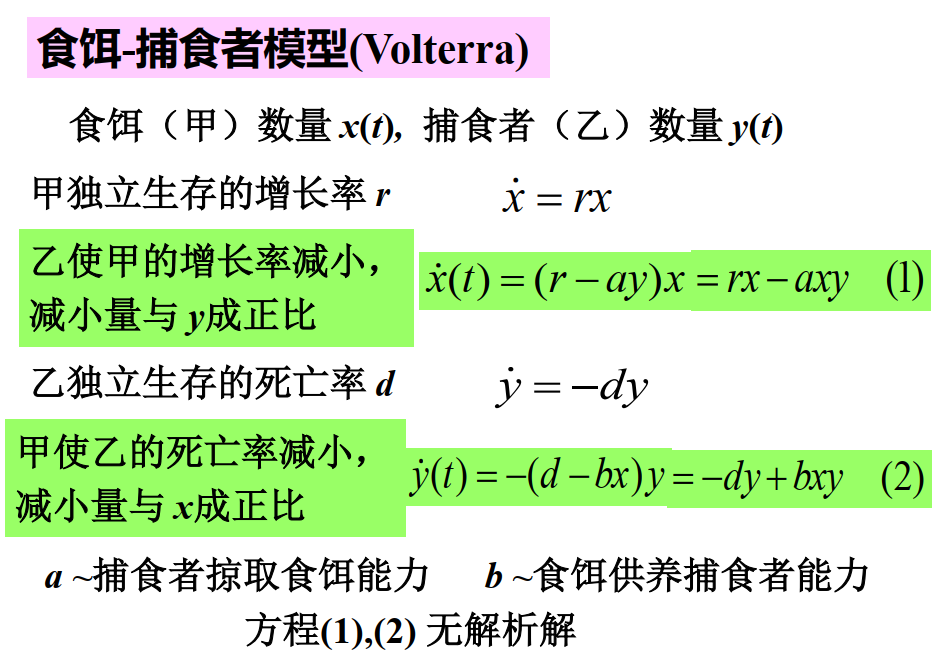 食饵-捕食者模型(Volterra)
食饵（甲）数量 x(t), 捕食者（乙）数量 y(t)
甲独立生存的增长率 r ẋ = rx
乙使甲的增长率减小，
减小量与 y成正比
ẋ(t) = (r − ay)x = rx − axy (1)
乙独立生存的死亡率 d ẏ = −dy
甲使乙的死亡率减小，
减小量与 x成正比
ẏ(t) = −(d − bx)y = −dy + bxy (2)
a ~捕食者掠取食饵能力 b ~食饵供养捕食者能力
方程(1),(2) 无解析解